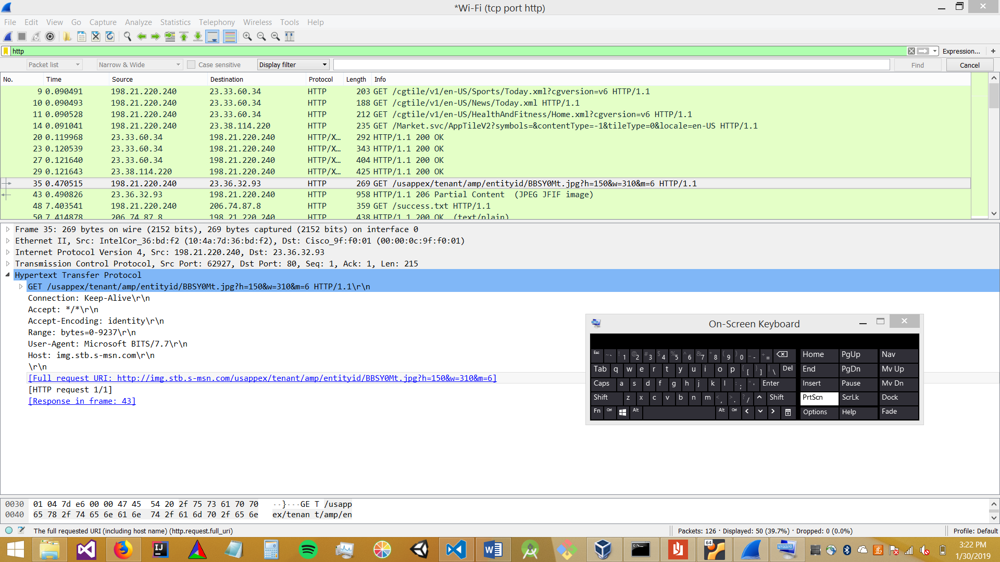 *Wi-Fi (tcp port http)
File Edit View Go Capture Analyze Statistics Telephony Wireless Tools Help
http Expression... +
Packet list Narrow & Wide Case sensitive Display filter Find Cancel
No. Time Source Destination Protocol Length Info
9 0.090491 198.21.220.240 23.33.60.34 HTTP 203 GET /cgtile/v1/en-US/Sports/Today.xml?cgversion=v6 HTTP/1.1
10 0.090493 198.21.220.240 23.33.60.34 HTTP 188 GET /cgtile/v1/en-US/News/Today.xml HTTP/1.1
11 0.090528 198.21.220.240 23.33.60.34 HTTP 212 GET /cgtile/v1/en-US/HealthAndFitness/Home.xml?cgversion=v6 HTTP/1.1
14 0.091041 198.21.220.240 23.38.114.220 HTTP 235 GET /Market.svc/AppTileV2?symbols=&contentType=-1&tileType=0&locale=en-US HTTP/1.1
20 0.119968 23.33.60.34 198.21.220.240 HTTP/X... 292 HTTP/1.1 200 OK
23 0.120539 23.33.60.34 198.21.220.240 HTTP/X... 343 HTTP/1.1 200 OK
27 0.121640 23.33.60.34 198.21.220.240 HTTP/X... 404 HTTP/1.1 200 OK
29 0.121643 23.38.114.220 198.21.220.240 HTTP/X... 425 HTTP/1.1 200 OK
35 0.470515 198.21.220.240 23.36.32.93 HTTP 269 GET /usappex/tenant/amp/entityid/BBSY0Mt.jpg?h=150&w=310&m=6 HTTP/1.1
43 0.490826 23.36.32.93 198.21.220.240 HTTP 958 HTTP/1.1 206 Partial Content (JPEG JFIF image)
48 7.403541 198.21.220.240 206.74.87.8 HTTP 359 GET /success.txt HTTP/1.1
50 7.414878 206.74.87.8 198.21.220.240 HTTP 438 HTTP/1.1 200 OK (text/plain)
Frame 35: 269 bytes on wire (2152 bits), 269 bytes captured (2152 bits) on interface 0
Ethernet II, Src: IntelCor_36:bd:f2 (10:4a:7d:36:bd:f2), Dst: Cisco_9f:f0:01 (00:00:0c:9f:f0:01)
Internet Protocol Version 4, Src: 198.21.220.240, Dst: 23.36.32.93
Transmission Control Protocol, Src Port: 62927, Dst Port: 80, Seq: 1, Ack: 1, Len: 215
Hypertext Transfer Protocol
GET /usappex/tenant/amp/entityid/BBSY0Mt.jpg?h=150&w=310&m=6 HTTP/1.1\r\n
Connection: Keep-Alive\r\n
Accept: */*\r\n
Accept-Encoding: identity\r\n
Range: bytes=0-9237\r\n
User-Agent: Microsoft BITS/7.7\r\n
Host: img.stb.s-msn.com\r\n
\r\n
[Full request URI: http://img.stb.s-msn.com/usappex/tenant/amp/entityid/BBSY0Mt.jpg?h=150&w=310&m=6]
[HTTP request 1/1]
[Response in frame: 43]
On-Screen Keyboard
Esc ~ ` ! 1 @ 2 # 3 $ 4 % 5 ^ 6 & 7 * 8 ( 9 ) 0 _ - + = Home PgUp Nav
Tab q w e r t y u i o p { [ } ] | \ Del End PgDn Mv Up
Caps a s d f g h j k l : ; " ' Enter Insert Pause Mv Dn
Shift z x c v b n m < , > . ? / ^ Shift PrtScn ScrLk Dock
Fn Ctrl Alt Alt Ctrl Options Help Fade
0030 01 04 7d e6 00 00 47 45 54 20 2f 75 73 61 70 70 ··}···GE T /usapp
0040 65 78 2f 74 65 6e 61 6e 74 2f 61 6d 70 2f 65 6e ex/tenan t/amp/en
The full requested URI (including host name) (http.request.full_uri) Packets: 126 · Displayed: 50 (39.7%) · Dropped: 0 (0.0%) Profile: Default
64
3:22 PM
1/30/2019